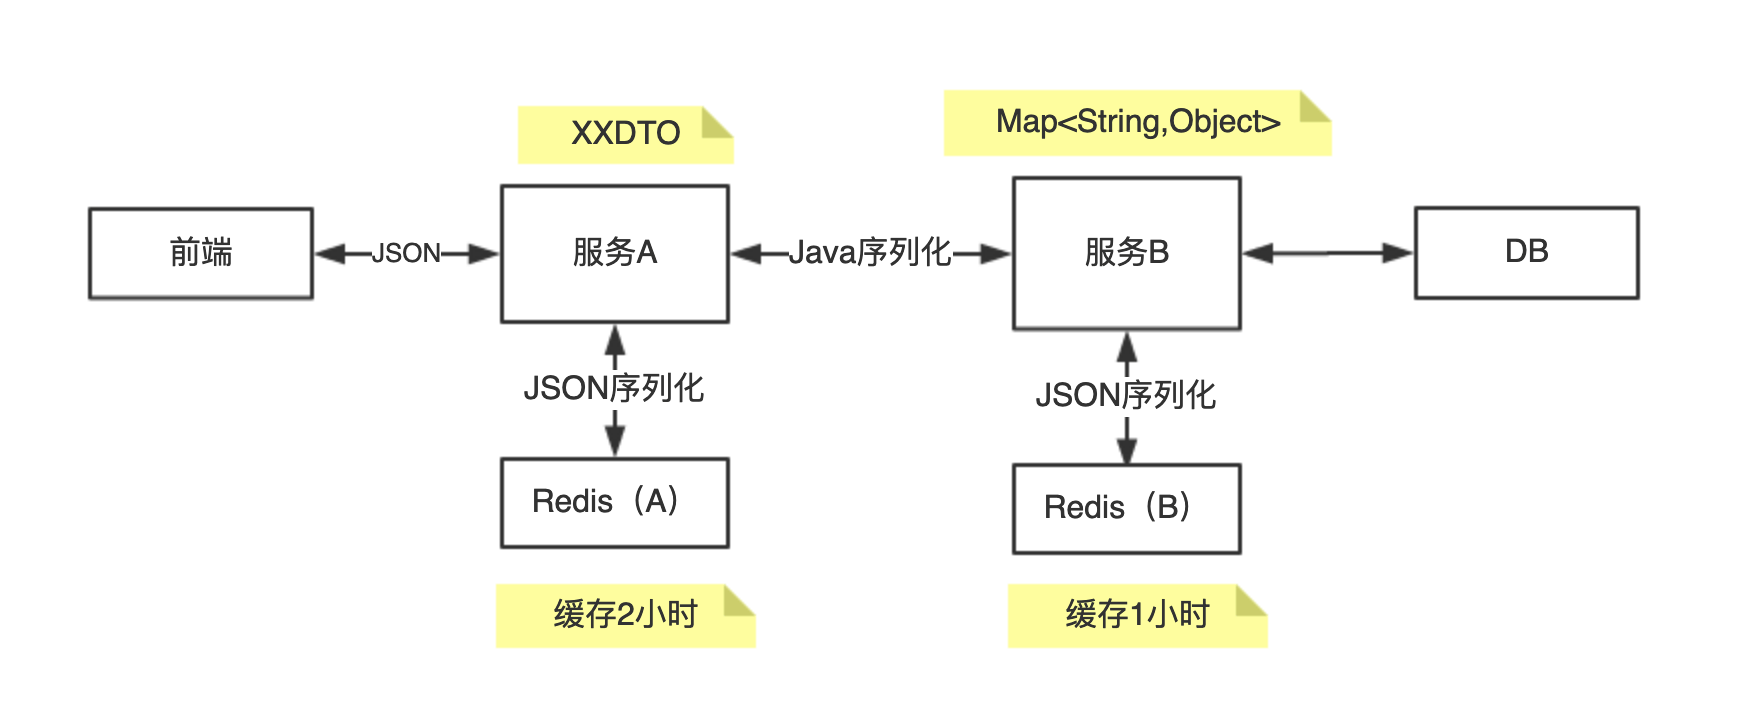 XXDTO
Map<String,Object>
前端
JSON
服务A
Java序列化
服务B
DB
JSON序列化
JSON序列化
Redis（A）
Redis（B）
缓存2小时
缓存1小时